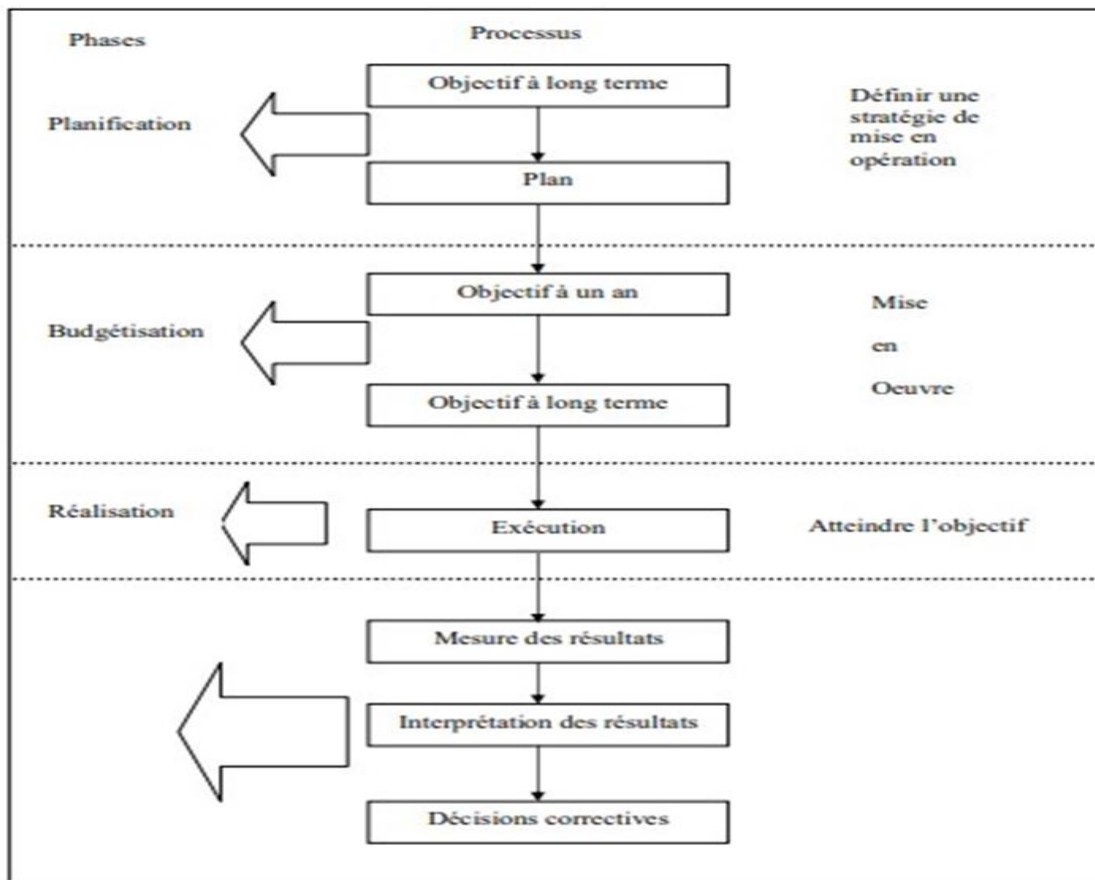 Phases
Processus
Objectif à long terme
Planification
Définir une
stratégie de
mise en
opération
Plan
Objectif à un an
Budgétisation
Mise
en
Oeuvre
Objectif à long terme
Réalisation
Exécution
Atteindre l'objectif
Mesure des résultats
Interprétation des résultats
Décisions correctives